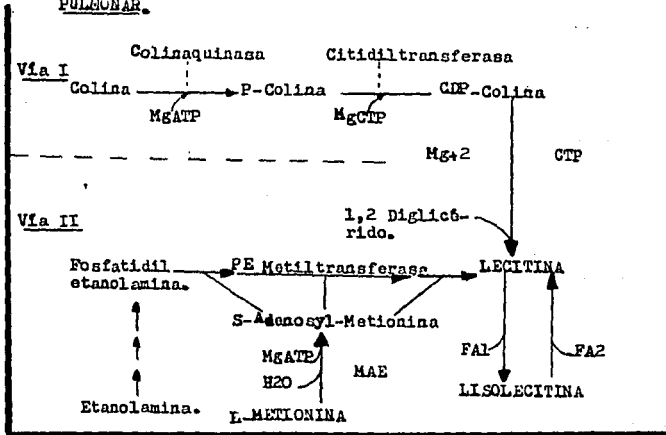 PULMONAR.
Colinaquinasa
Citidiltransferasa
Vía I
Colina
P-Colina
CDP-Colina
MgATP
MgCTP
Mg+2
CTP
Vía II
1,2 Diglicé-
rido.
Fosfatidil
etanolamina.
PE Metiltransferasa
LECITINA
S-Adenosyl-Metionina
MgATP
H2O
MAE
FA1
FA2
Etanolamina.
L-METIONINA
LISOLECITINA